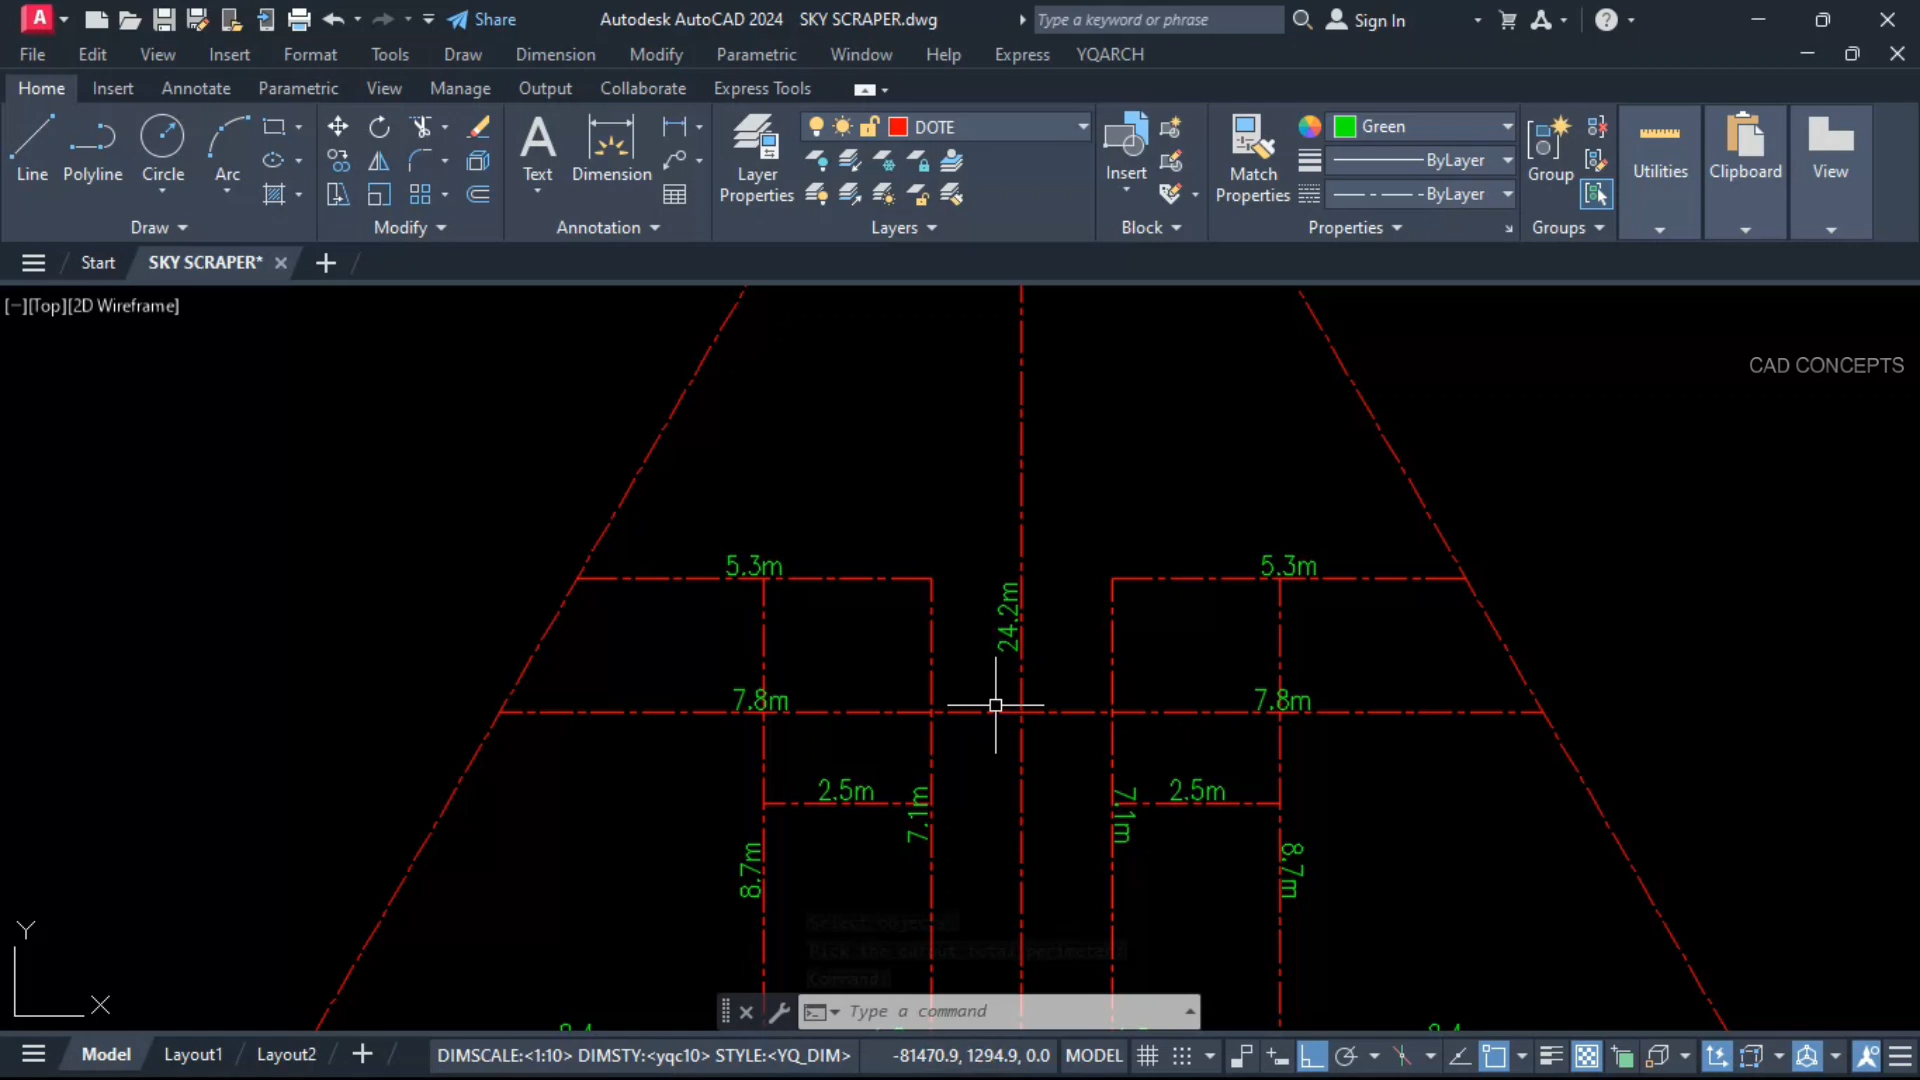 Share
Autodesk AutoCAD 2024 SKY SCRAPER.dwg
Type a keyword or phrase
Sign In
File Edit View Insert Format Tools Draw Dimension Modify Parametric Window Help Express YQARCH
Home Insert Annotate Parametric View Manage Output Collaborate Express Tools
DOTE
Green
Line Polyline Circle Arc
Text Dimension
Layer Properties
Insert
Match Properties
ByLayer
ByLayer
Group
Utilities
Clipboard
View
Draw Modify Annotation Layers Block Properties Groups
Start SKY SCRAPER*
[−][Top][2D Wireframe]
CAD CONCEPTS
5.3m
5.3m
24.2m
7.8m
7.8m
2.5m
7.1m
7.1m
2.5m
8.7m
8.7m
Y
X
Select objects:
Command:
Type a command
Model Layout1 Layout2
DIMSCALE:<1:10> DIMSTY:<yqc10> STYLE:<YQ_DIM>
-81470.9, 1294.9, 0.0 MODEL